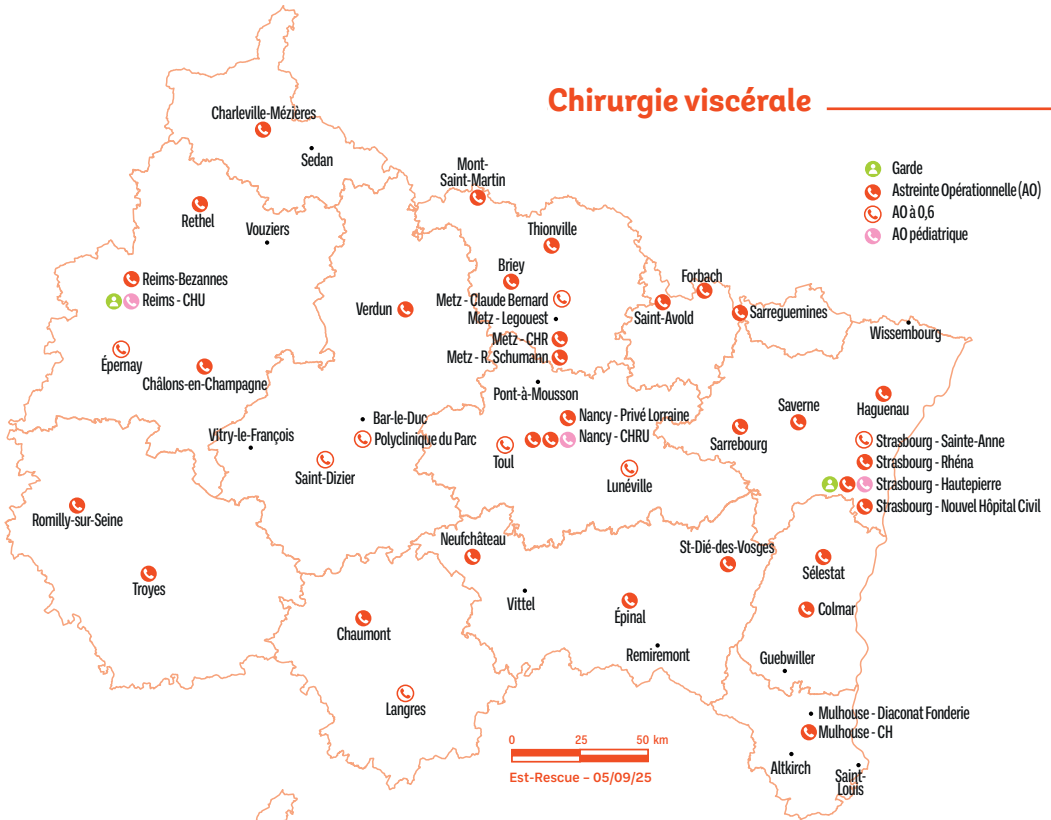 Chirurgie viscérale
Garde
Astreinte Opérationnelle (AO)
AO à 0,6
AO pédiatrique
Charleville-Mézières
Sedan
Mont-
Saint-Martin
Rethel
Vouziers
Thionville
Briey
Forbach
Reims-Bezannes
Reims - CHU
Verdun
Metz - Claude Bernard
Metz - Legouest
Metz - CHR
Metz - R. Schumann
Saint-Avold
Sarreguemines
Wissembourg
Épernay
Châlons-en-Champagne
Pont-à-Mousson
Bar-le-Duc
Polyclinique du Parc
Vitry-le-François
Saint-Dizier
Nancy - Privé Lorraine
Nancy - CHRU
Toul
Lunéville
Saverne
Sarrebourg
Haguenau
Strasbourg - Sainte-Anne
Strasbourg - Rhéna
Strasbourg - Hautepierre
Strasbourg - Nouvel Hôpital Civil
Romilly-sur-Seine
Troyes
Neufchâteau
St-Dié-des-Vosges
Sélestat
Vittel
Épinal
Colmar
Chaumont
Remiremont
Guebwiller
Langres
Mulhouse - Diaconat Fonderie
Mulhouse - CH
Altkirch
Saint-
Louis
0 25 50 km
Est-Rescue – 05/09/25